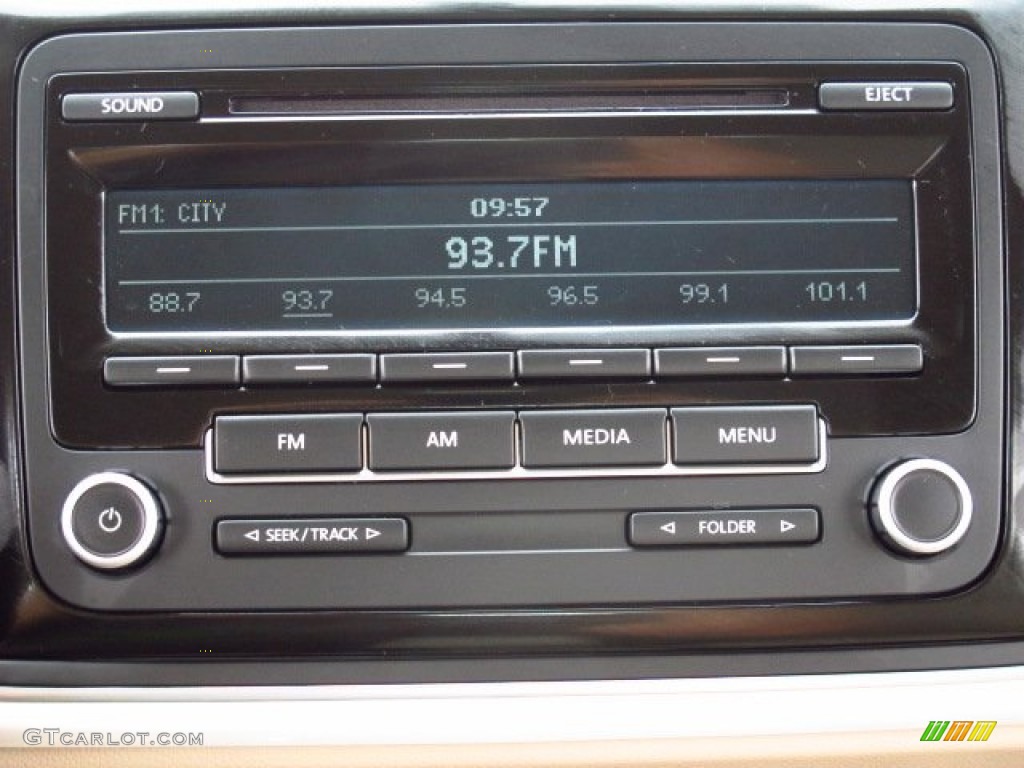 SOUND
EJECT
FM1: CITY
09:57
93.7FM
88.7 93.7 94.5 96.5 99.1 101.1
FM AM MEDIA MENU
◁ SEEK/TRACK ▷
◁ FOLDER ▷
GTCARLOT.COM